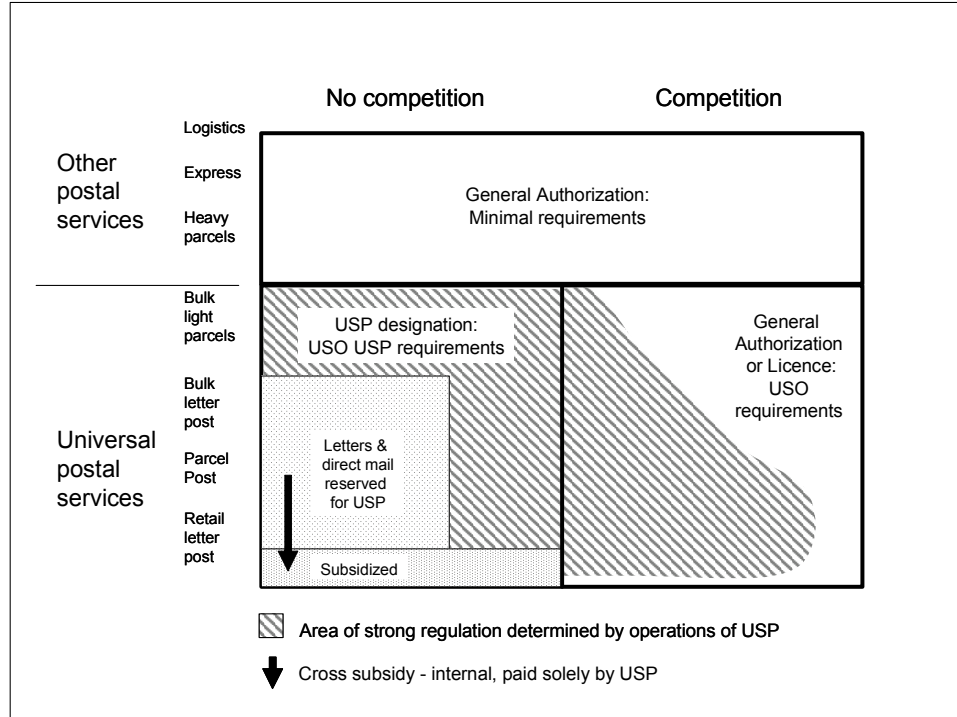 No competition
Competition
Logistics
Other
postal
services
Express
Heavy
parcels
General Authorization:
Minimal requirements
Bulk
light
parcels
USP designation:
USO USP requirements
General
Authorization
or Licence:
USO
requirements
Bulk
letter
post
Universal
postal
services
Parcel
Post
Retail
letter
post
Letters &
direct mail
reserved
for USP
Subsidized
Area of strong regulation determined by operations of USP
Cross subsidy - internal, paid solely by USP